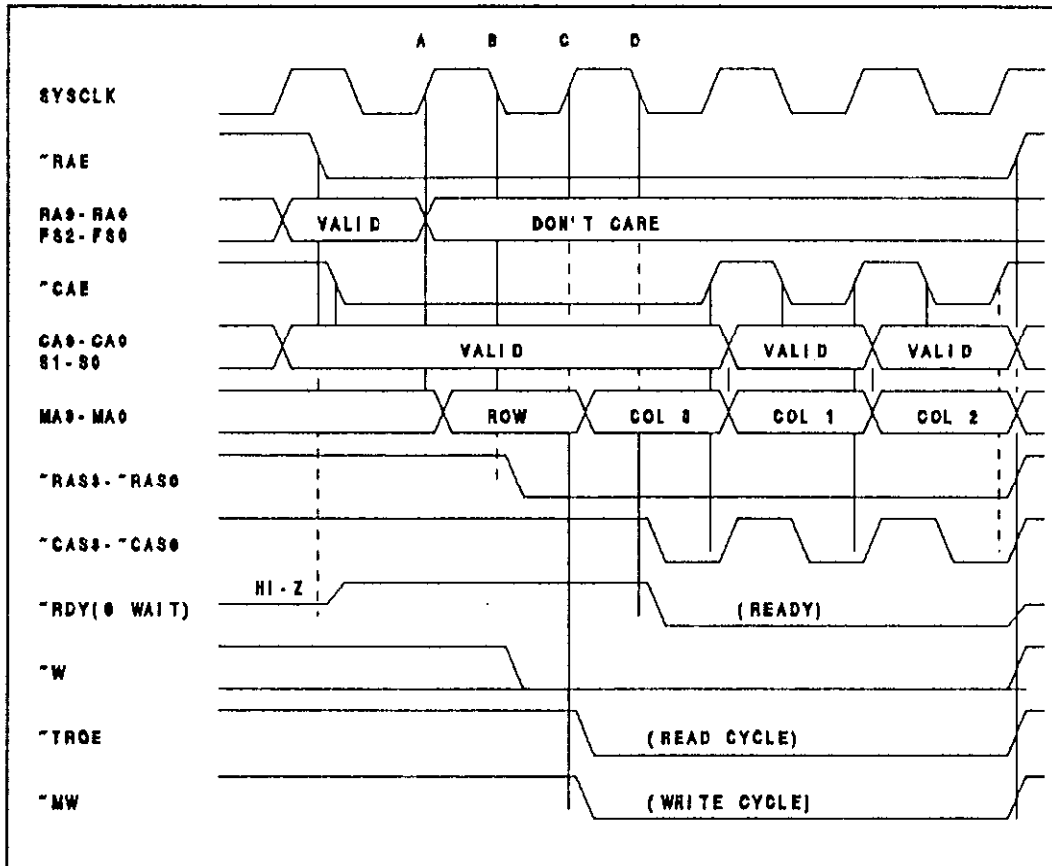 A B C D
SYSCLK
~RAE
RA9-RA0
FS2-FS0
VALID DON'T CARE
~CAE
CA9-CA0
S1-S0
VALID VALID VALID
MA9-MA0 ROW COL 0 COL 1 COL 2
~RAS3-~RAS0
~CAS3-~CAS0
HI-Z
~RDY(0 WAIT) (READY)
~W
~TRQE (READ CYCLE)
~MW (WRITE CYCLE)